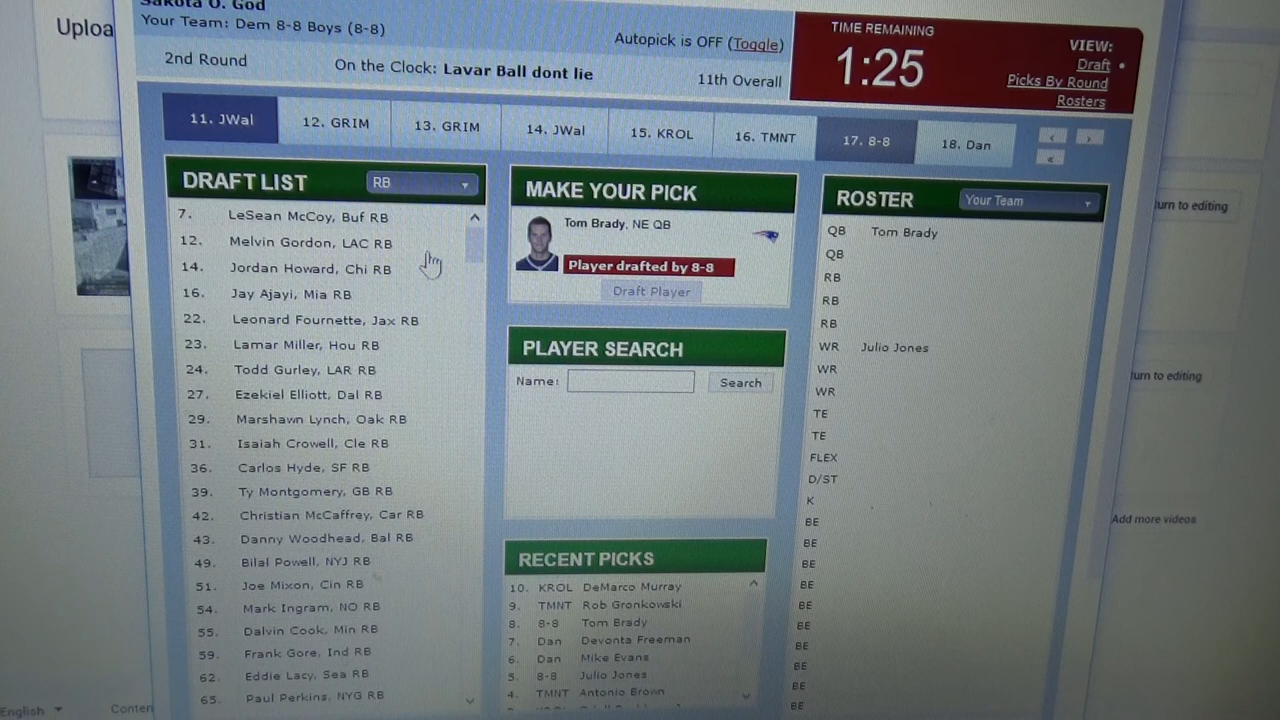 Sakota O. God
Your Team: Dem 8-8 Boys (8-8)
Autopick is OFF (Toggle)
2nd Round
On the Clock: Lavar Ball dont lie
11th Overall
TIME REMAINING
1:25
VIEW:
Draft
Picks By Round
Rosters
11. JWal
12. GRIM
13. GRIM
14. JWal
15. KROL
16. TMNT
17. 8-8
18. Dan
DRAFT LIST
RB
7. LeSean McCoy, Buf RB
12. Melvin Gordon, LAC RB
14. Jordan Howard, Chi RB
16. Jay Ajayi, Mia RB
22. Leonard Fournette, Jax RB
23. Lamar Miller, Hou RB
24. Todd Gurley, LAR RB
27. Ezekiel Elliott, Dal RB
29. Marshawn Lynch, Oak RB
31. Isaiah Crowell, Cle RB
36. Carlos Hyde, SF RB
39. Ty Montgomery, GB RB
42. Christian McCaffrey, Car RB
43. Danny Woodhead, Bal RB
49. Bilal Powell, NYJ RB
51. Joe Mixon, Cin RB
54. Mark Ingram, NO RB
55. Dalvin Cook, Min RB
59. Frank Gore, Ind RB
62. Eddie Lacy, Sea RB
65. Paul Perkins, NYG RB
MAKE YOUR PICK
Tom Brady, NE QB
Player drafted by 8-8
Draft Player
PLAYER SEARCH
Name:
Search
RECENT PICKS
10. KROL DeMarco Murray
9. TMNT Rob Gronkowski
8. 8-8 Tom Brady
7. Dan Devonta Freeman
6. Dan Mike Evans
5. 8-8 Julio Jones
4. TMNT Antonio Brown
ROSTER
Your Team
QB Tom Brady
QB
RB
RB
RB
WR Julio Jones
WR
WR
TE
TE
FLEX
D/ST
K
BE
BE
BE
BE
BE
BE
BE
BE
BE
BE
Uploa
urn to editing
urn to editing
Add more videos
English
Conten